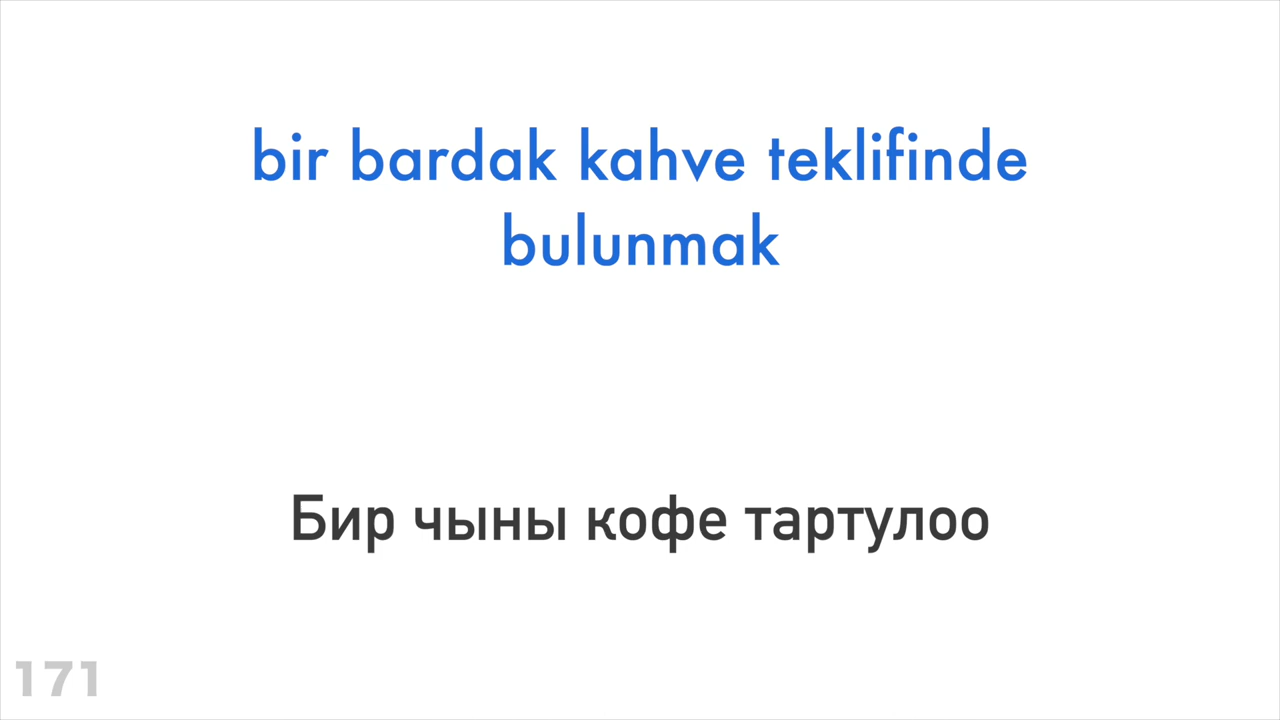 bir bardak kahve teklifinde
bulunmak
Бир чыны кофе тартулоо
171